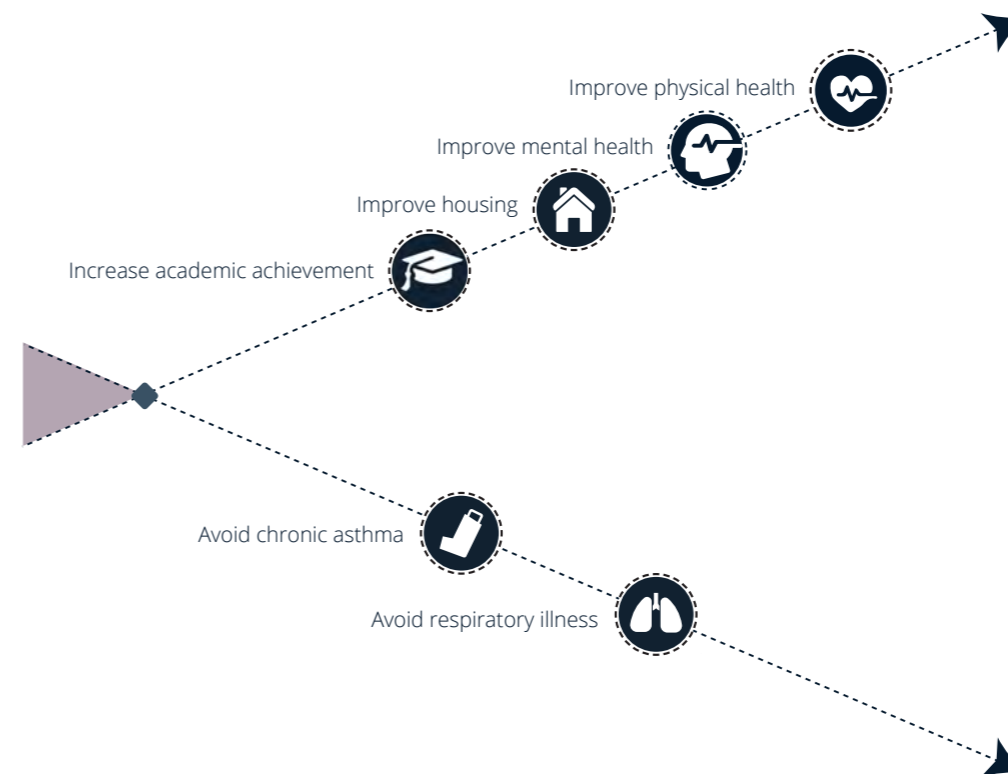 Improve physical health
Improve mental health
Improve housing
Increase academic achievement
Avoid chronic asthma
Avoid respiratory illness